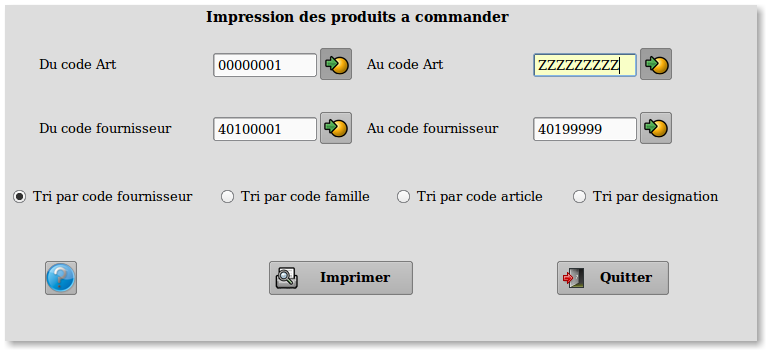 Impression des produits a commander
Du code Art 00000001 Au code Art ZZZZZZZZZ
Du code fournisseur 40100001 Au code fournisseur 40199999
Tri par code fournisseur Tri par code famille Tri par code article Tri par designation
Imprimer Quitter